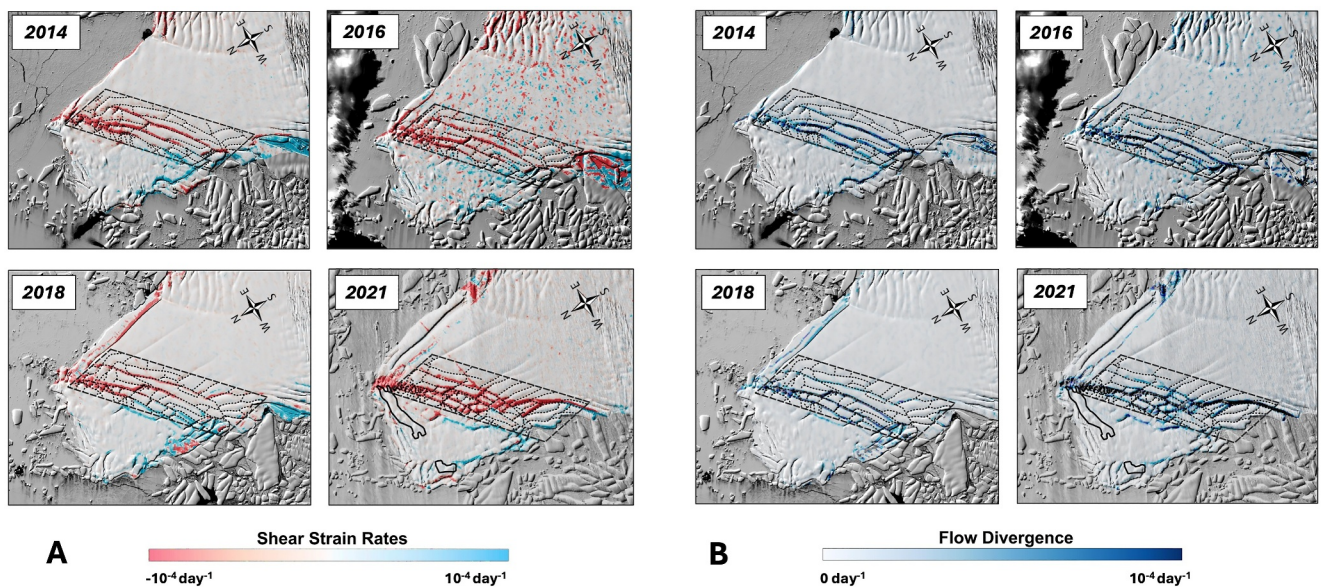 2014
E S N W
2016
E S N W
2014
E S N W
2016
E S N W
2018
E S N W
2021
E S N W
2018
E S N W
2021
E S N W
A
Shear Strain Rates
-10⁻⁴ day⁻¹
10⁻⁴ day⁻¹
B
Flow Divergence
0 day⁻¹
10⁻⁴ day⁻¹